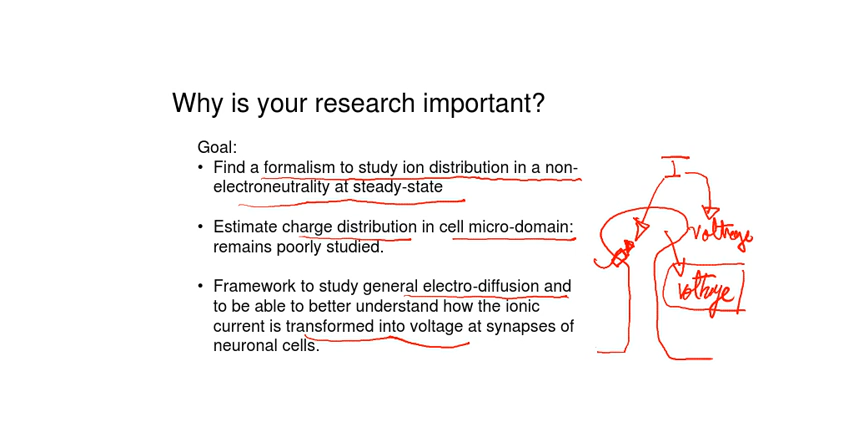 Why is your research important?
Goal:
• Find a formalism to study ion distribution in a non-
electroneutrality at steady-state
• Estimate charge distribution in cell micro-domain:
remains poorly studied.
• Framework to study general electro-diffusion and
to be able to better understand how the ionic
current is transformed into voltage at synapses of
neuronal cells.
I
voltage
voltage